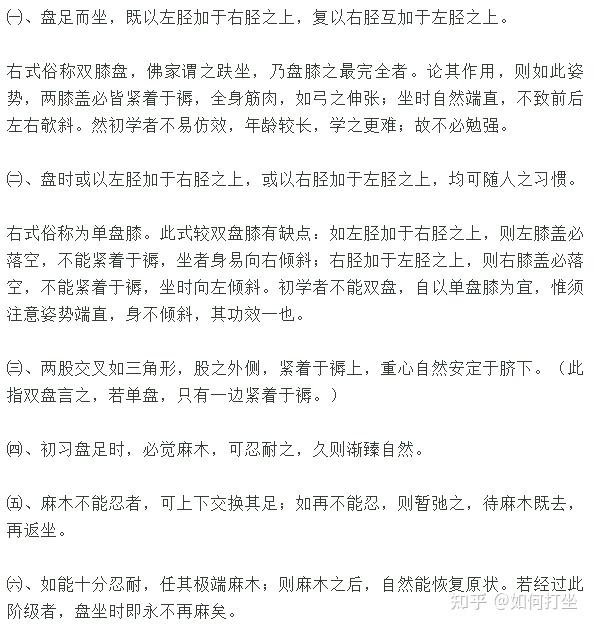 ㈠、盘足而坐，既以左胫加于右胫之上，复以右胫互加于左胫之上。
右式俗称双膝盘，佛家谓之趺坐，乃盘膝之最完全者。论其作用，则如此姿
势，两膝盖必皆紧着于褥，全身筋肉，如弓之伸张；坐时自然端直，不致前后
左右欹斜。然初学者不易仿效，年龄较长，学之更难；故不必勉强。
㈡、盘时或以左胫加于右胫之上，或以右胫加于左胫之上，均可随人之习惯。
右式俗称为单盘膝。此式较双盘膝有缺点：如左胫加于右胫之上，则左膝盖必
落空，不能紧着于褥，坐者身易向右倾斜；右胫加于左胫之上，则右膝盖必落
空，不能紧着于褥，坐时向左倾斜。初学者不能双盘，自以单盘膝为宜，惟须
注意姿势端直，身不倾斜，其功效一也。
㈢、两股交叉如三角形，股之外侧，紧着于褥上，重心自然安定于脐下。（此
指双盘言之，若单盘，只有一边紧着于褥。）
㈣、初习盘足时，必觉麻木，可忍耐之，久则渐臻自然。
㈤、麻木不能忍者，可上下交换其足；如再不能忍，则暂弛之，待麻木既去，
再返坐。
㈥、如能十分忍耐，任其极端麻木；则麻木之后，自然能恢复原状。若经过此
阶级者，盘坐时即永不再麻矣。
知乎 @如何打坐